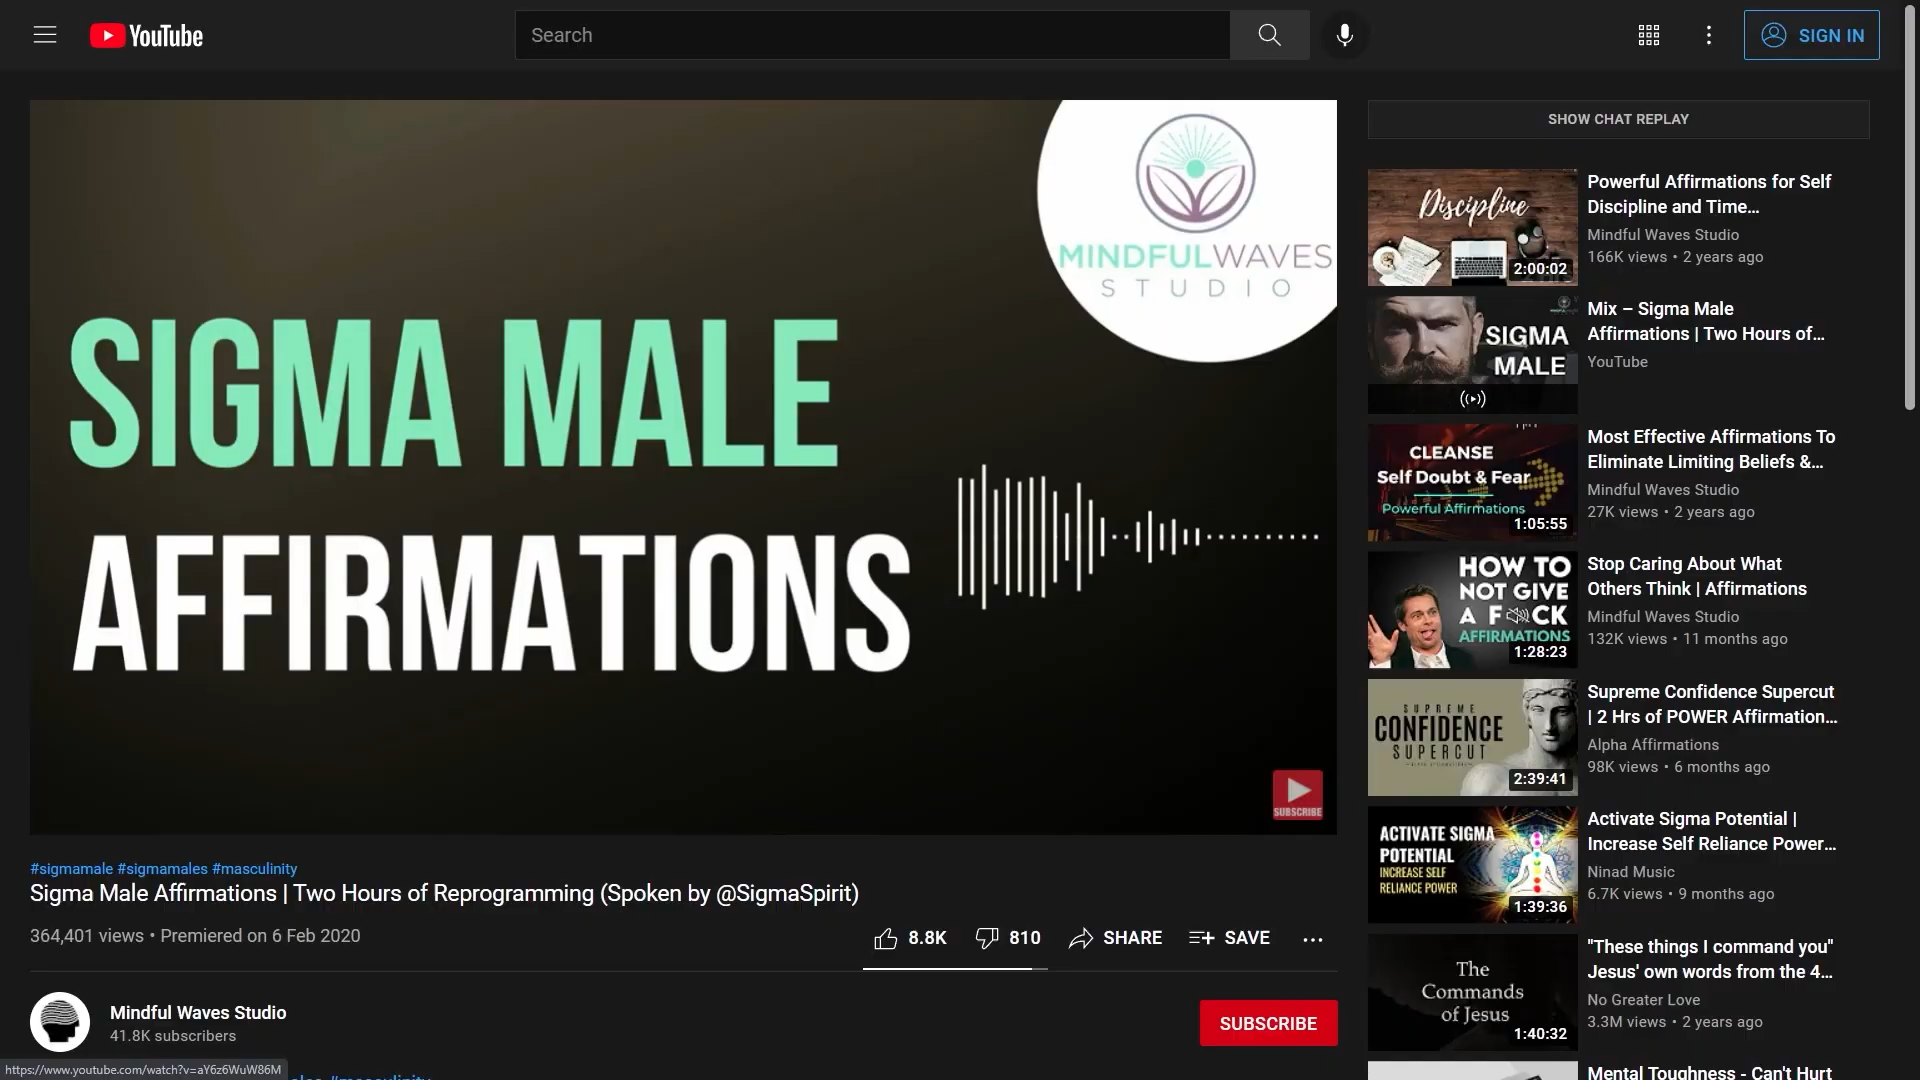 YouTube
Search
SIGN IN
MINDFULWAVES
STUDIO
SIGMA MALE
AFFIRMATIONS
SUBSCRIBE
#sigmamale #sigmamales #masculinity
Sigma Male Affirmations | Two Hours of Reprogramming (Spoken by @SigmaSpirit)
364,401 views • Premiered on 6 Feb 2020
8.8K
810
SHARE
SAVE
Mindful Waves Studio
41.8K subscribers
SUBSCRIBE
https://www.youtube.com/watch?v=aY6z6WuW86M
SHOW CHAT REPLAY
Discipline
2:00:02
Powerful Affirmations for Self
Discipline and Time...
Mindful Waves Studio
166K views • 2 years ago
SIGMA
MALE
Mix – Sigma Male
Affirmations | Two Hours of...
YouTube
CLEANSE
Self Doubt & Fear
Powerful Affirmations
1:05:55
Most Effective Affirmations To
Eliminate Limiting Beliefs &...
Mindful Waves Studio
27K views • 2 years ago
HOW TO
NOT GIVE
A F CK
AFFIRMATIONS
1:28:23
Stop Caring About What
Others Think | Affirmations
Mindful Waves Studio
132K views • 11 months ago
SUPREME
CONFIDENCE
SUPERCUT
2:39:41
Supreme Confidence Supercut
| 2 Hrs of POWER Affirmation...
Alpha Affirmations
98K views • 6 months ago
ACTIVATE SIGMA
POTENTIAL
INCREASE SELF
RELIANCE POWER
1:39:36
Activate Sigma Potential |
Increase Self Reliance Power...
Ninad Music
6.7K views • 9 months ago
The
Commands
of Jesus
1:40:32
"These things I command you"
Jesus' own words from the 4...
No Greater Love
3.3M views • 2 years ago
Mental Toughness - Can't Hurt